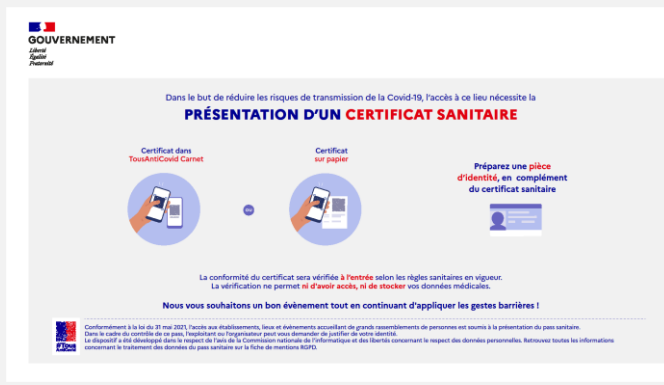 GOUVERNEMENT
Liberté
Égalité
Fraternité
Dans le but de réduire les risques de transmission de la Covid-19, l'accès à ce lieu nécessite la
PRÉSENTATION D'UN CERTIFICAT SANITAIRE
Certificat dans
TousAntiCovid Carnet
ou
Certificat
sur papier
Préparez une pièce
d'identité, en complément
du certificat sanitaire
La conformité du certificat sera vérifiée à l'entrée selon les règles sanitaires en vigueur.
La vérification ne permet ni d'avoir accès, ni de stocker vos données médicales.
Nous vous souhaitons un bon évènement tout en continuant d'appliquer les gestes barrières !
Conformément à la loi du 31 mai 2021, l'accès aux établissements, lieux et évènements accueillant de grands rassemblements de personnes est soumis à la présentation du pass sanitaire.
Dans le cadre du contrôle de ce pass, l'exploitant ou l'organisateur peut vous demander de justifier de votre identité.
Le dispositif a été développé dans le respect de l'avis de la Commission nationale de l'informatique et des libertés concernant le respect des données personnelles. Retrouvez toutes les informations
concernant le traitement des données du pass sanitaire sur la fiche de mentions RGPD.